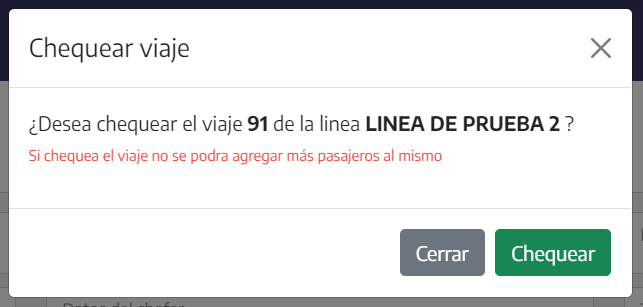 Chequear viaje
¿Desea chequear el viaje 91 de la linea LINEA DE PRUEBA 2 ?
Si chequea el viaje no se podra agregar más pasajeros al mismo
Cerrar
Chequear